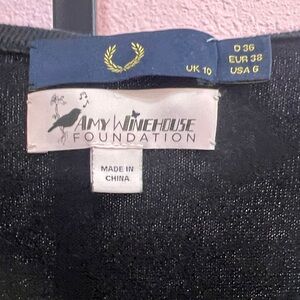 D 36
EUR 38
UK 10 USA 6
AMY WINEHOUSE
FOUNDATION
MADE IN
CHINA